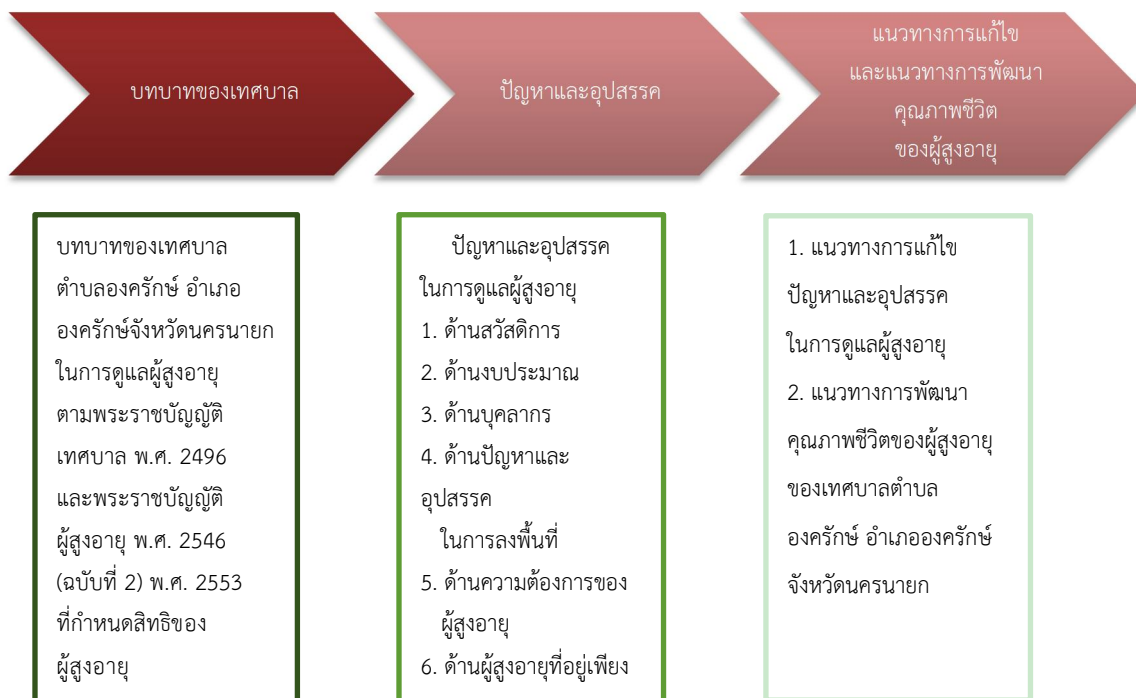 บทบาทของเทศบาล
ปัญหาและอุปสรรค
แนวทางการแก้ไข
และแนวทางการพัฒนา
คุณภาพชีวิต
ของผู้สูงอายุ
บทบาทของเทศบาล
ตำบลองครักษ์ อำเภอ
องครักษ์จังหวัดนครนายก
ในการดูแลผู้สูงอายุ
ตามพระราชบัญญัติ
เทศบาล พ.ศ. 2496
และพระราชบัญญัติ
ผู้สูงอายุ พ.ศ. 2546
(ฉบับที่ 2) พ.ศ. 2553
ที่กำหนดสิทธิของ
ผู้สูงอายุ
ปัญหาและอุปสรรค
ในการดูแลผู้สูงอายุ
1. ด้านสวัสดิการ
2. ด้านงบประมาณ
3. ด้านบุคลากร
4. ด้านปัญหาและ
อุปสรรค
ในการลงพื้นที่
5. ด้านความต้องการของ
ผู้สูงอายุ
6. ด้านผู้สูงอายุที่อยู่เพียง
1. แนวทางการแก้ไข
ปัญหาและอุปสรรค
ในการดูแลผู้สูงอายุ
2. แนวทางการพัฒนา
คุณภาพชีวิตของผู้สูงอายุ
ของเทศบาลตำบล
องครักษ์ อำเภอองครักษ์
จังหวัดนครนายก